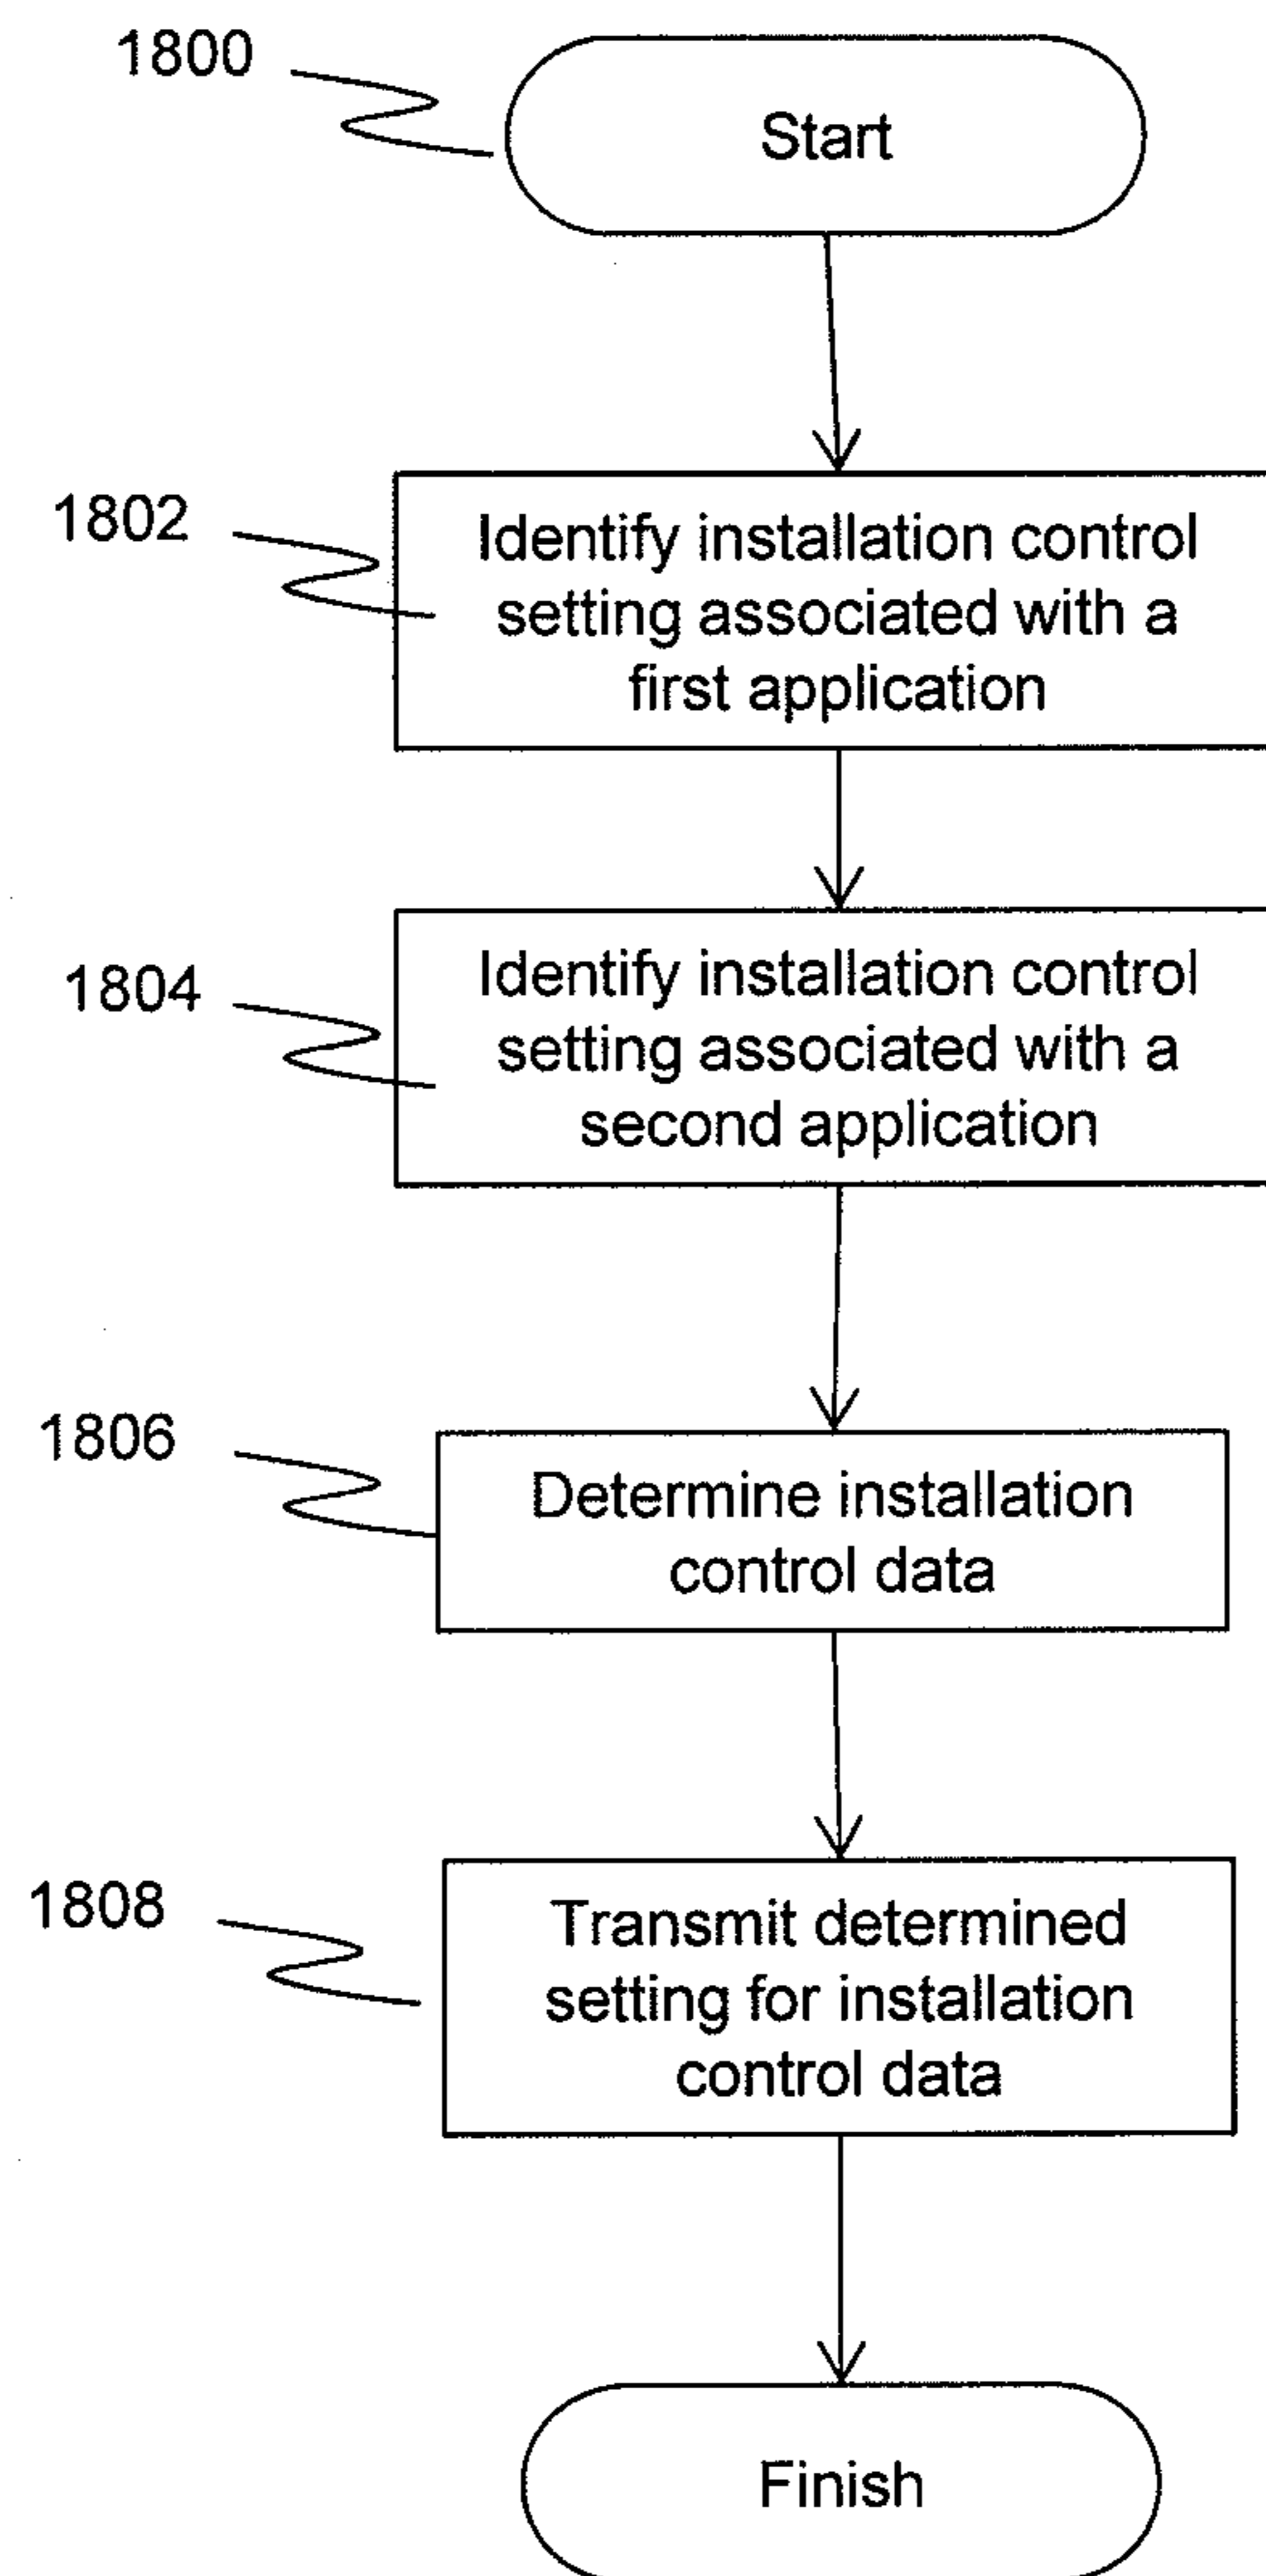 1800
Start
1802
Identify installation control
setting associated with a
first application
1804
Identify installation control
setting associated with a
second application
1806
Determine installation
control data
1808
Transmit determined
setting for installation
control data
Finish